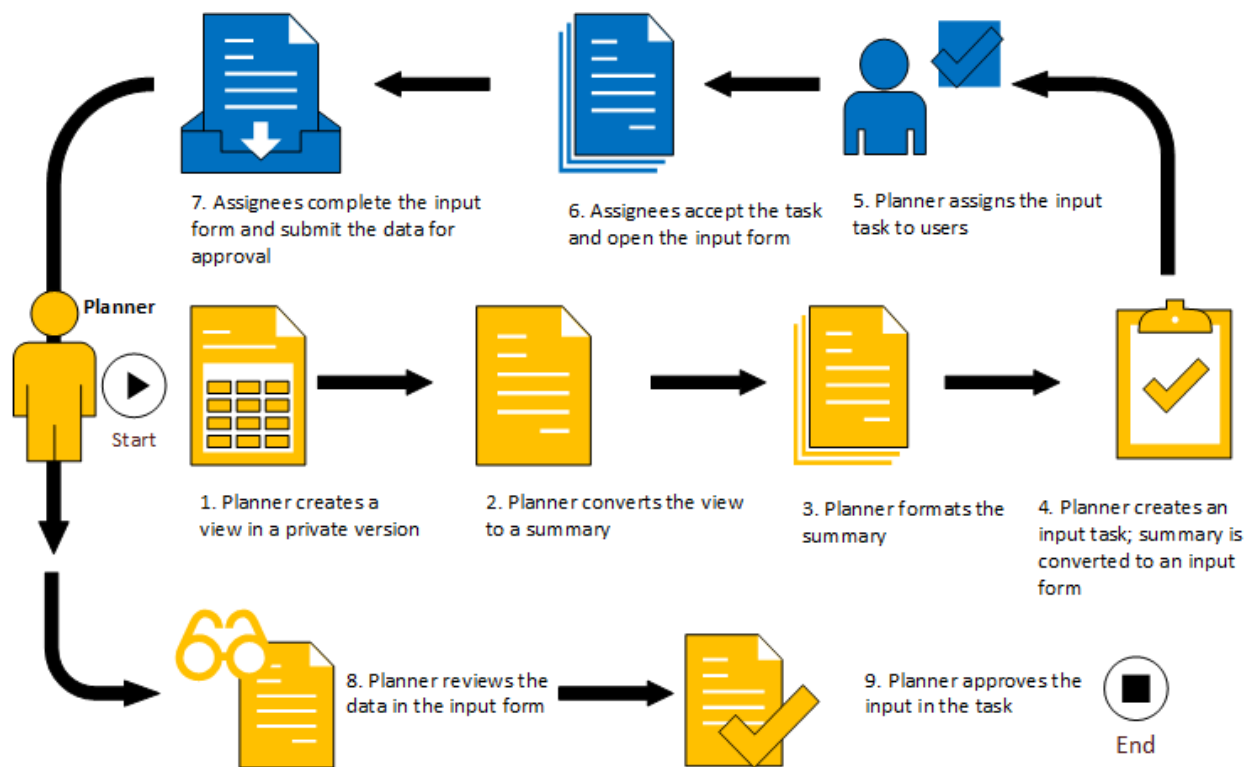 7. Assignees complete the input
form and submit the data for
approval
6. Assignees accept the task
and open the input form
5. Planner assigns the input
task to users
Planner
Start
1. Planner creates a
view in a private version
2. Planner converts the view
to a summary
3. Planner formats the
summary
4. Planner creates an
input task; summary is
converted to an input
form
8. Planner reviews the
data in the input form
9. Planner approves the
input in the task
End